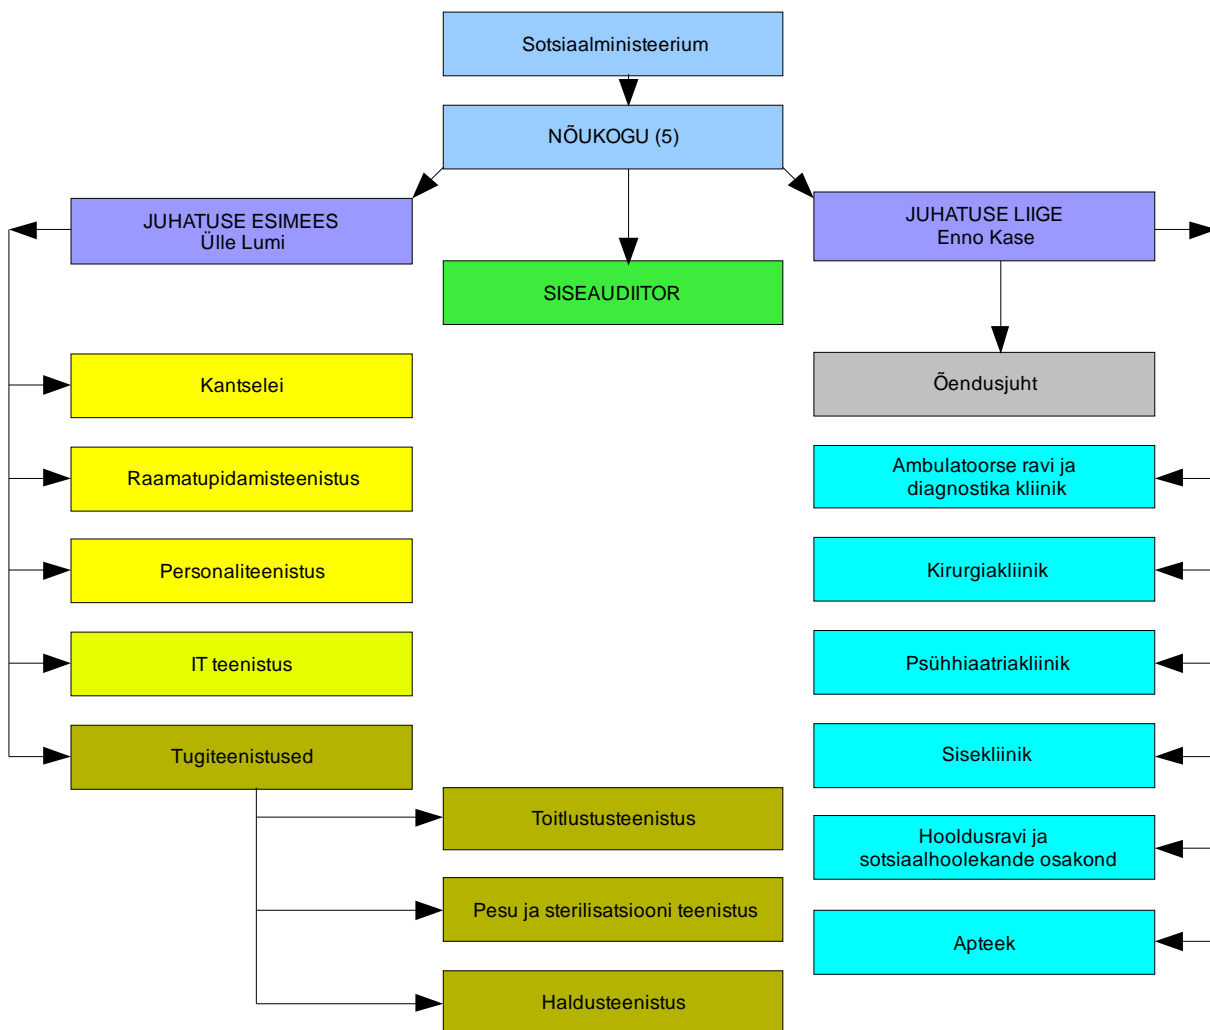 Sotsiaalministeerium
NÕUKOGU (5)
JUHATUSE ESIMEES
Ülle Lumi
JUHATUSE LIIGE
Enno Kase
SISEAUDIITOR
Kantselei
Raamatupidamisteenistus
Personaliteenistus
IT teenistus
Tugiteenistused
Toitlustusteenistus
Pesu ja sterilisatsiooni teenistus
Haldusteenistus
Õendusjuht
Ambulatoorse ravi ja
diagnostika kliinik
Kirurgiakliinik
Psühhiaatriakliinik
Sisekliinik
Hooldusravi ja
sotsiaalhoolekande osakond
Apteek